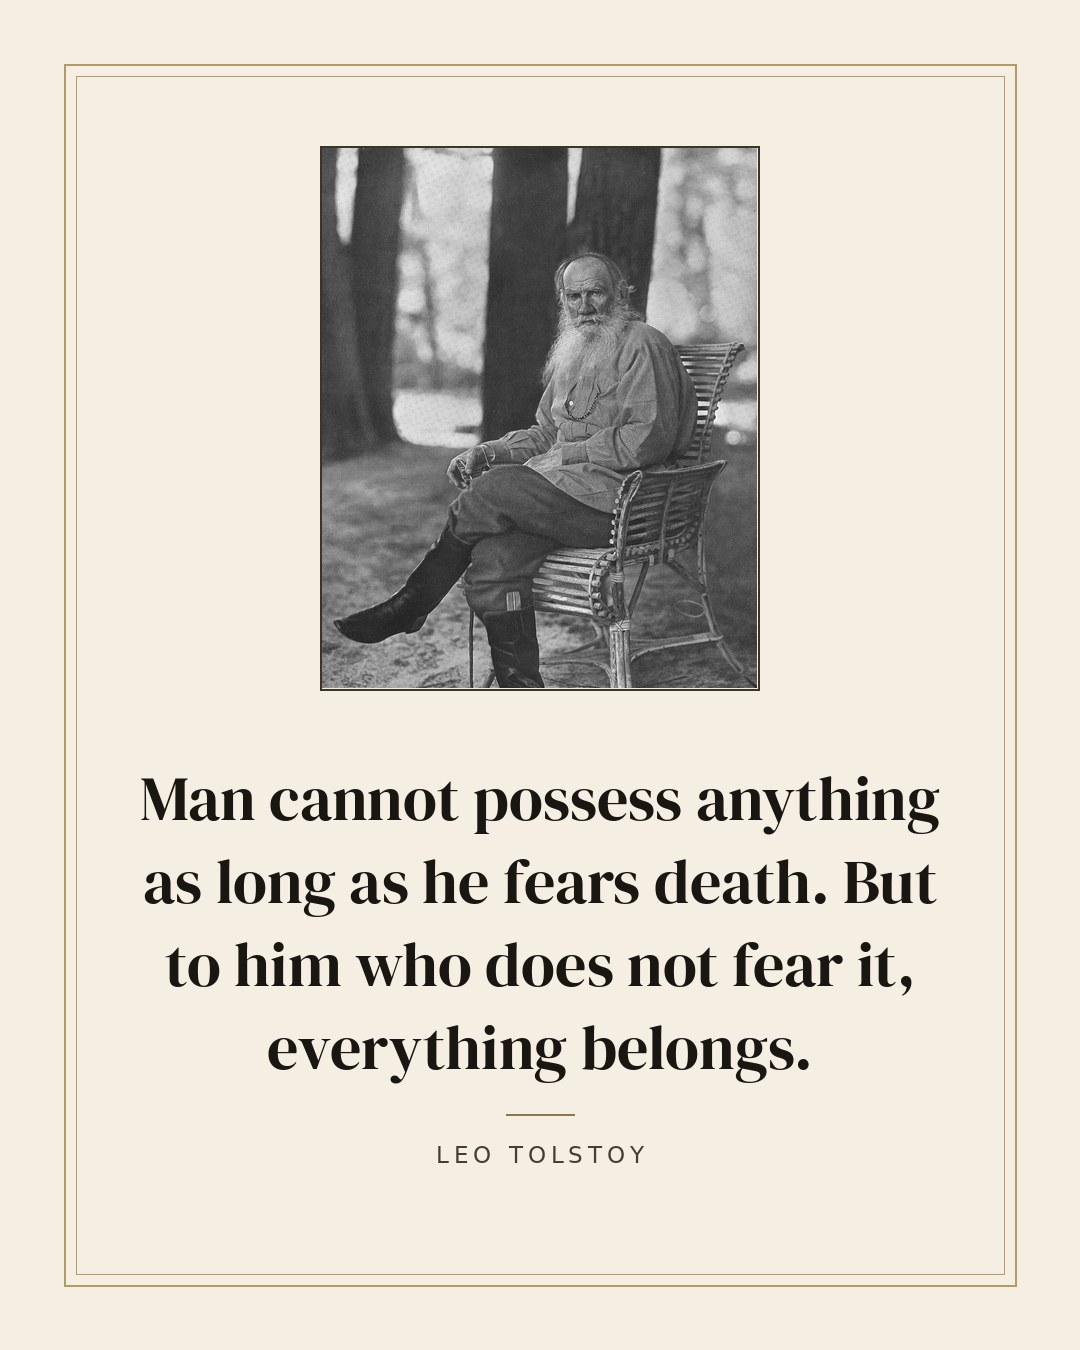 Man cannot possess anything
as long as he fears death. But
to him who does not fear it,
everything belongs.
LEO TOLSTOY